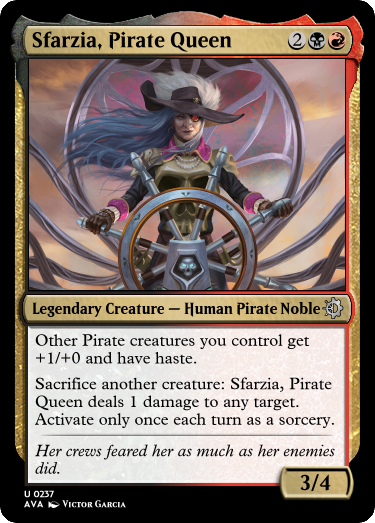 Sfarzia, Pirate Queen 2
Legendary Creature — Human Pirate Noble
Other Pirate creatures you control get
+1/+0 and have haste.
Sacrifice another creature: Sfarzia, Pirate
Queen deals 1 damage to any target.
Activate only once each turn as a sorcery.
Her crews feared her as much as her enemies
did.
3/4
U 0237
AVA VICTOR GARCIA